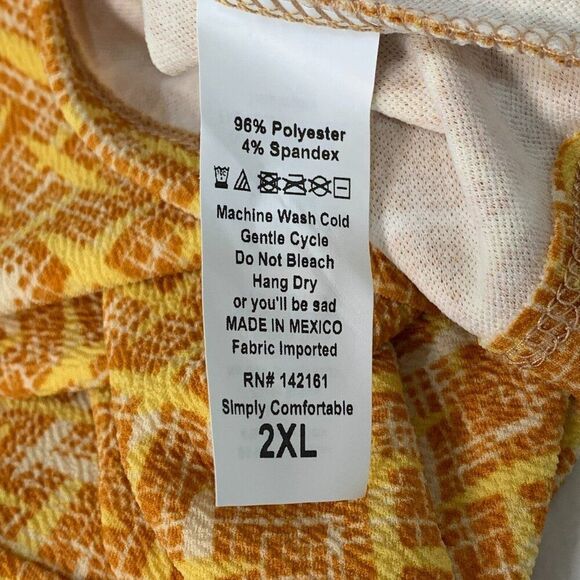 96% Polyester
4% Spandex
Machine Wash Cold
Gentle Cycle
Do Not Bleach
Hang Dry
or you'll be sad
MADE IN MEXICO
Fabric Imported
RN# 142161
Simply Comfortable
2XL